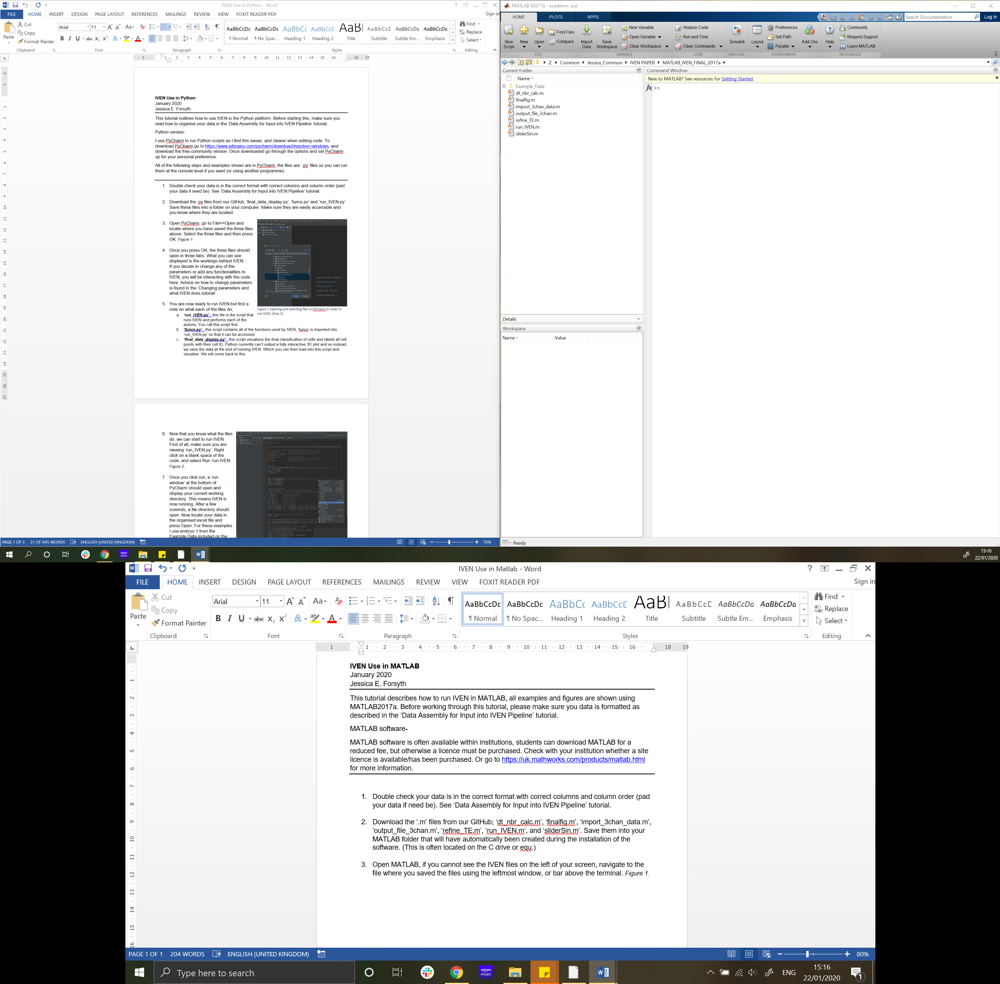 IVEN Use in Python - Word
Sign in
FILE HOME INSERT DESIGN PAGE LAYOUT REFERENCES MAILINGS REVIEW VIEW FOXIT READER PDF
Paste
Cut
Copy
Format Painter
Clipboard
Arial 11
Font
Paragraph
AaBbCcDc AaBbCcDc AaBbCc AaBbCcC AaBl AaBbCcC AaBbCcDa AaBbCcDa
¶ Normal ¶ No Spac... Heading 1 Heading 2 Title Subtitle Subtle Em... Emphasis
Styles
Find
Replace
Select
Editing
IVEN Use in Python
January 2020
Jessica E. Forsyth
This tutorial outlines how to use IVEN in the Python platform. Before starting this, make sure you
read how to organise your data in the 'Data Assembly for Input into IVEN Pipeline' tutorial.
Python version-
I use PyCharm to run Python scripts as I find this easier, and clearer when editing code. To
download PyCharm go to https://www.jetbrains.com/pycharm/download/#section=windows, and
download the free community version. Once downloaded go through the options and set PyCharm
up for your personal preference.
All of the following steps and examples shown are in PyCharm, the files are '.py' files so you can run
them at the console level if you want (or using another programme).
1. Double check your data is in the correct format with correct columns and column order (pad
your data if need be). See 'Data Assembly for Input into IVEN Pipeline' tutorial.
2. Download the .py files from our GitHub; 'final_data_display.py', 'funcs.py' and 'run_IVEN.py'.
Save these files into a folder on your computer. Make sure they are easily accessible and
you know where they are located.
3. Open PyCharm, go to File>>Open and
locate where you have saved the three files
above. Select the three files and then press
OK. Figure 1.
4. Once you press OK, the three files should
open in three tabs. What you can see
displayed is the workings behind IVEN.
If you decide to change any of the
parameters or add any functionalities to
IVEN, you will be interacting with the code
here. Advice on how to change parameters
is found in the 'Changing parameters and
what IVEN does tutorial'.
Figure 1 Opening and selecting files in PyCharm in order to
run IVEN. (Step 3).
5. You are now ready to run IVEN but first a
note on what each of the files do;
a. 'run_IVEN.py' : this file is the script that
runs IVEN and performs each of the
actions. You call this script first.
b. 'funcs.py' : this script contains all of the functions used by IVEN, 'funcs' is imported into
'run_IVEN.py' so that it can be accessed.
c. 'final_data_display.py' : this script visualises the final classification of cells and labels all cell
points with their cell ID. Python currently can't output a fully interactive 3D plot and so instead,
we save the data at the end of running IVEN. Which you can then load into this script and
visualise. We will come back to this.
6. Now that you know what the files
do, we can start to run IVEN.
First of all, make sure you are
viewing 'run_IVEN.py'. Right
click on a blank space of the
code, and select Run 'run IVEN'.
Figure 2.
7. Once you click run, a 'run
window' at the bottom of
PyCharm should open and
display your current working
directory. This means IVEN is
now running. After a few
sceonds, a file directory should
open. Now locate your data in
the organised excel file and
press Open. For these examples
I use embryo 1 from the
Example Data included on the
PAGE 1 OF 3 31 OF 945 WORDS ENGLISH (UNITED KINGDOM) 76%
MATLAB R2017a - academic use
HOME PLOTS APPS
Search Documentation
Log In
New Script
New
Open
Find Files
Compare
FILE
Import Data
Save Workspace
New Variable
Open Variable
Clear Workspace
VARIABLE
Analyze Code
Run and Time
Clear Commands
CODE
Simulink
SIMULINK
Layout
Preferences
Set Path
Parallel
Add-Ons
ENVIRONMENT
Help
Community
Request Support
Learn MATLAB
RESOURCES
Z: Common Jessica_Common IVEN PAPER MATLAB_IVEN_FINAL_2017a
Current Folder
Name
Example_Data
dt_nbr_calc.m
finalfig.m
import_3chan_data.m
output_file_3chan.m
refine_TE.m
run_IVEN.m
sliderSin.m
Details
Workspace
Name Value
Command Window
New to MATLAB? See resources for Getting Started.
fx >>
Ready
15:16
22/01/2020
IVEN Use in Matlab - Word
Sign in
FILE HOME INSERT DESIGN PAGE LAYOUT REFERENCES MAILINGS REVIEW VIEW FOXIT READER PDF
Paste
Cut
Copy
Format Painter
Clipboard
Arial 11
Font
Paragraph
AaBbCcDc AaBbCcDc AaBbCc AaBbCcC AaBl AaBbCcC AaBbCcDa AaBbCcDa
¶ Normal ¶ No Spac... Heading 1 Heading 2 Title Subtitle Subtle Em... Emphasis
Styles
Find
Replace
Select
Editing
IVEN Use in MATLAB
January 2020
Jessica E. Forsyth
This tutorial describes how to run IVEN in MATLAB, all examples and figures are shown using
MATLAB2017a. Before working through this tutorial, please make sure you data is formatted as
described in the 'Data Assembly for Input into IVEN Pipeline' tutorial.
MATLAB software-
MATLAB software is often available within institutions, students can download MATLAB for a
reduced fee, but otherwise a licence must be purchased. Check with your institution whether a site
licence is available/has been purchased. Or go to https://uk.mathworks.com/products/matlab.html
for more information.
1. Double check your data is in the correct format with correct columns and column order (pad
your data if need be). See 'Data Assembly for Input into IVEN Pipeline' tutorial.
2. Download the '.m' files from our GitHub; 'dt_nbr_calc.m', 'finalfig.m', 'import_3chan_data.m',
'output_file_3chan.m', 'refine_TE.m', 'run_IVEN.m', and 'sliderSin.m'. Save them into your
MATLAB folder that will have automatically been created during the installation of the
software. (This is often located on the C drive or equ.)
3. Open MATLAB, if you cannot see the IVEN files on the left of your screen, navigate to the
file where you saved the files using the leftmost window, or bar above the terminal. Figure 1.
PAGE 1 OF 1 204 WORDS ENGLISH (UNITED KINGDOM) 80%
Type here to search
amazon music
ENG
15:16
22/01/2020
1